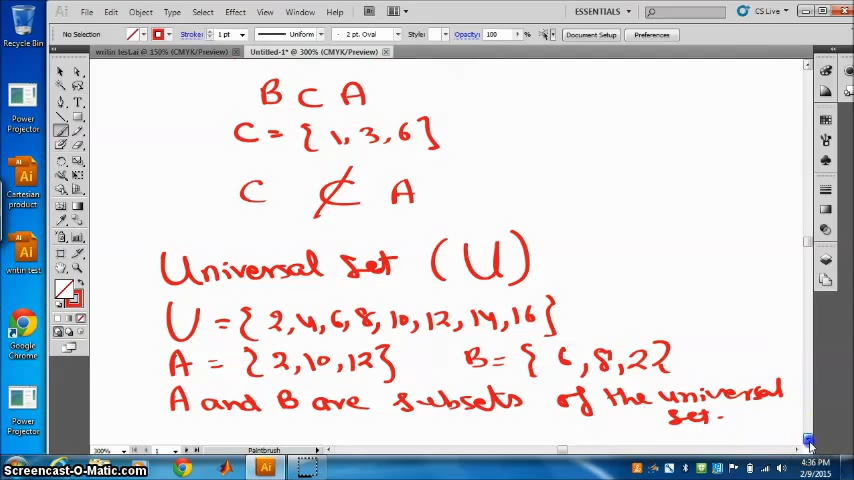 File Edit Object Type Select Effect View Window Help Br ESSENTIALS CS Live
No Selection Stroke: 1 pt Uniform 2 pt. Oval Style: Opacity: 100 % Document Setup Preferences
writin test.ai @ 150% (CMYK/Preview) Untitled-1* @ 300% (CMYK/Preview)
Recycle Bin
Power Projector
Cartesian product
writin test
Google Chrome
Power Projector
B ⊂ A
C = { 1, 3, 6 }
C ⊄ A
Universal set (U)
U = { 2, 4, 6, 8, 10, 12, 14, 16 }
A = { 2, 10, 12 } B = { 6, 8, 2 }
A and B are subsets of the universal
set.
300% 1 Paintbrush
Screencast-O-Matic.com
4:36 PM
2/9/2015